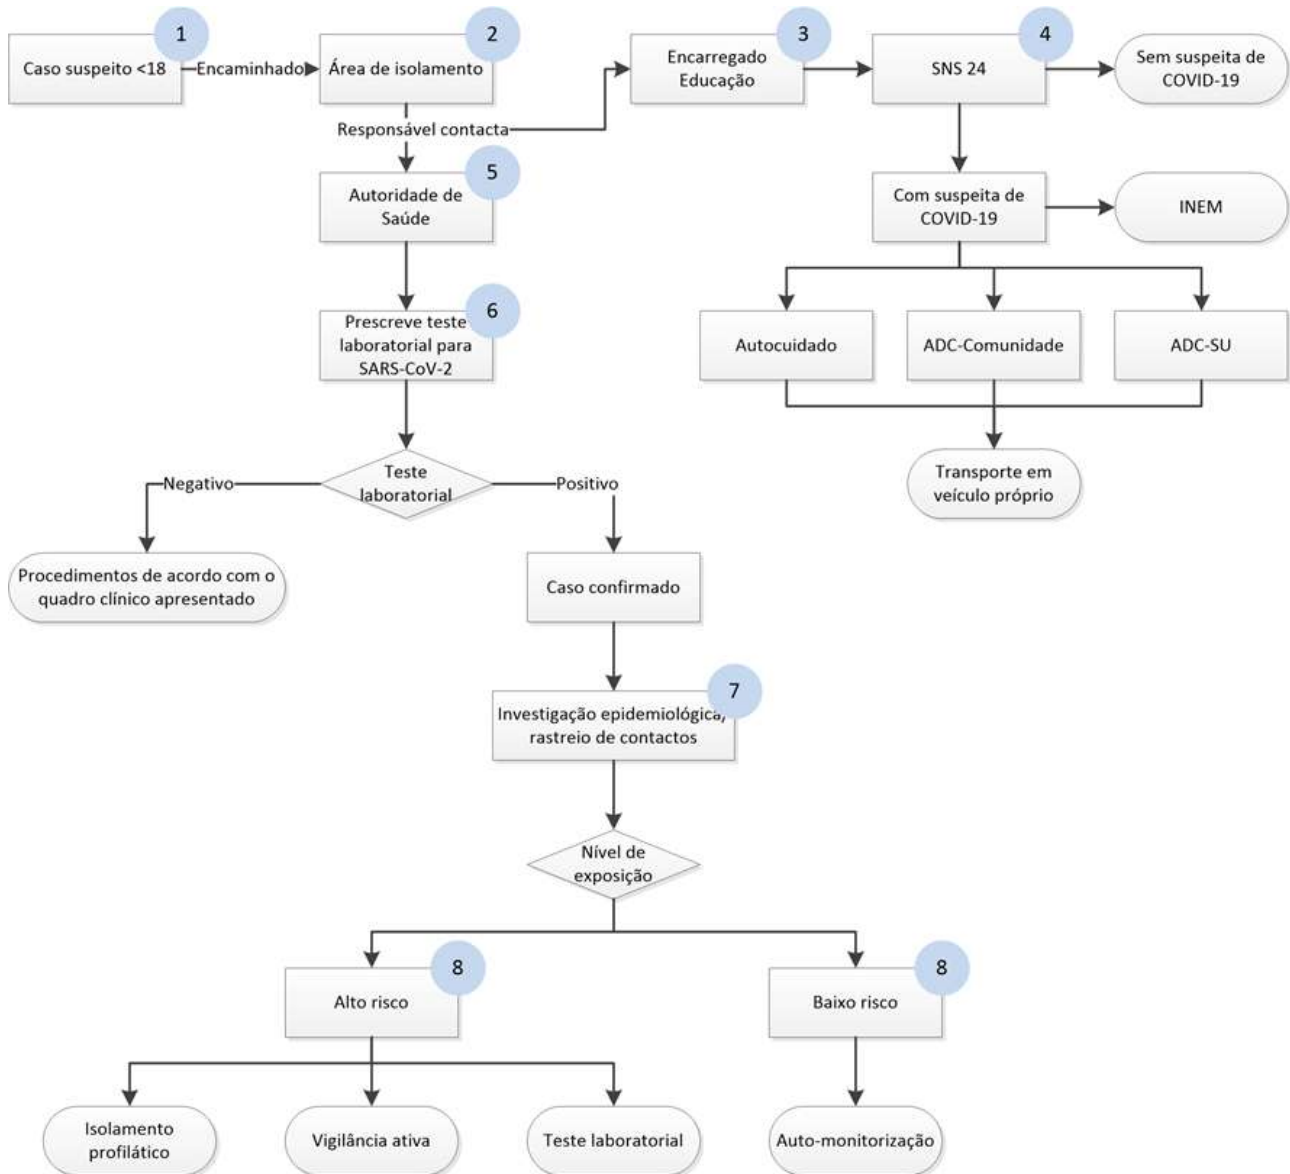 1
2
3
4
Caso suspeito <18
Encaminhado
Área de isolamento
Encarregado
Educação
SNS 24
Sem suspeita de
COVID-19
Responsável contacta
5
Autoridade de
Saúde
Com suspeita de
COVID-19
INEM
6
Prescreve teste
laboratorial para
SARS-CoV-2
Autocuidado
ADC-Comunidade
ADC-SU
Negativo
Teste
laboratorial
Positivo
Transporte em
veículo próprio
Procedimentos de acordo com o
quadro clínico apresentado
Caso confirmado
7
Investigação epidemiológica/
rastreio de contactos
Nível de
exposição
8
Alto risco
8
Baixo risco
Isolamento
profilático
Vigilância ativa
Teste laboratorial
Auto-monitorização